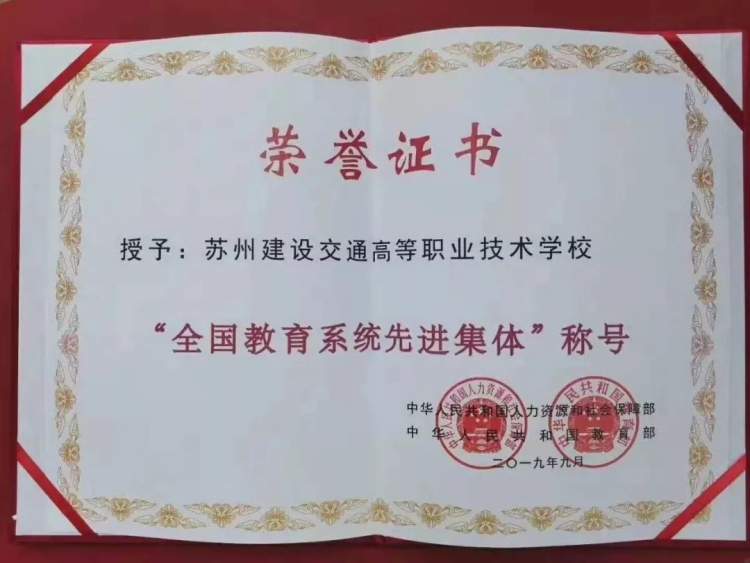 荣誉证书
授予：苏州建设交通高等职业技术学校
“全国教育系统先进集体”称号
中华人民共和国人力资源和社会保障部
中华人民共和国教育部
二〇一九年九月